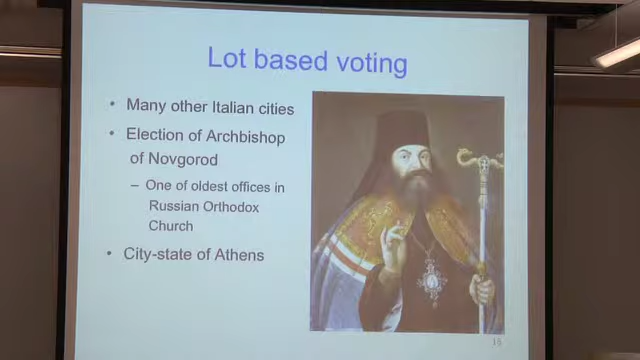 Lot based voting
• Many other Italian cities
• Election of Archbishop
of Novgorod
– One of oldest offices in
Russian Orthodox
Church
• City-state of Athens
16